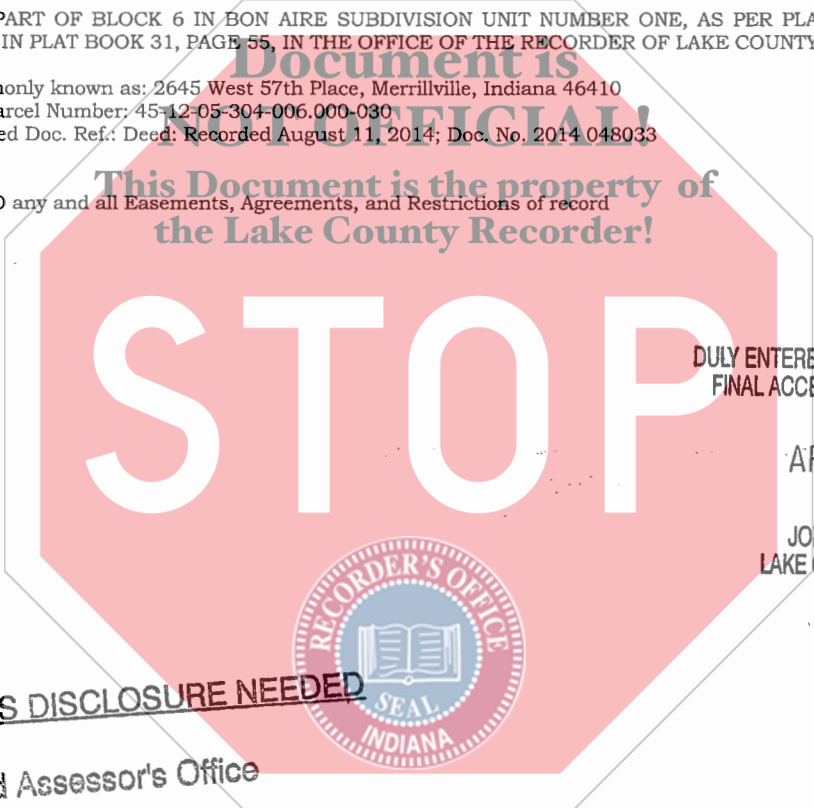 PART OF BLOCK 6 IN BON AIRE SUBDIVISION UNIT NUMBER ONE, AS PER PLA
IN PLAT BOOK 31, PAGE 55, IN THE OFFICE OF THE RECORDER OF LAKE COUNTY
Document is
only known as: 2645 West 57th Place, Merrillville, Indiana 46410
arcel Number: 45-12-05-304-006.000-030
NOT OFFICIAL!
ed Doc. Ref.: Deed: Recorded August 11, 2014; Doc. No. 2014 048033
This Document is the property of
any and all Easements, Agreements, and Restrictions of record
the Lake County Recorder!
STOP
DULY ENTERE
FINAL ACCE
AP
JO
LAKE
RECORDER'S OFFICE
SEAL
INDIANA
S DISCLOSURE NEEDED
d Assessor's Office